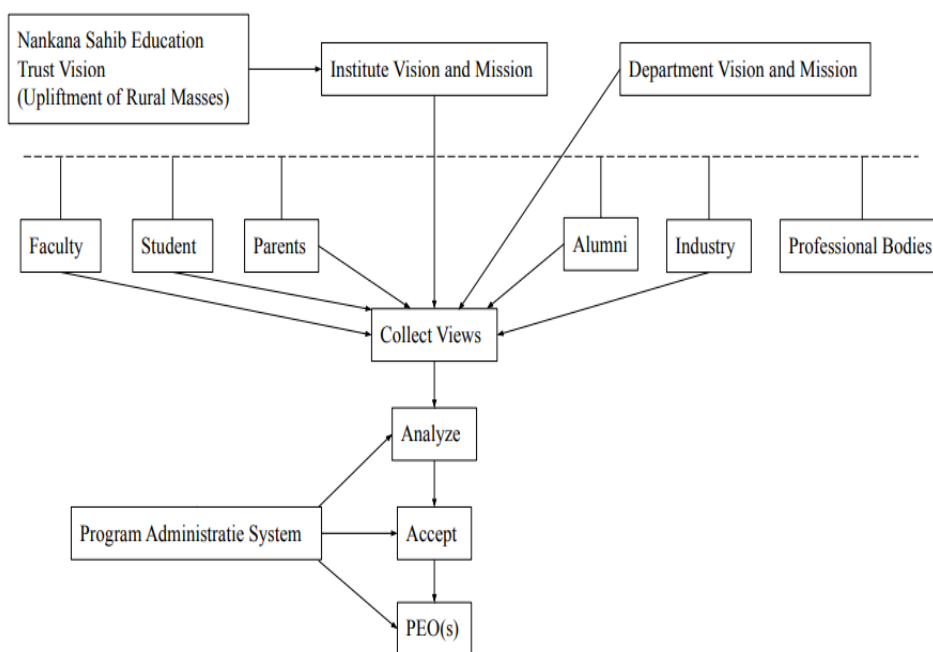 Nankana Sahib Education
Trust Vision
(Upliftment of Rural Masses)
Institute Vision and Mission
Department Vision and Mission
Faculty
Student
Parents
Alumni
Industry
Professional Bodies
Collect Views
Analyze
Program Administratie System
Accept
PEO(s)